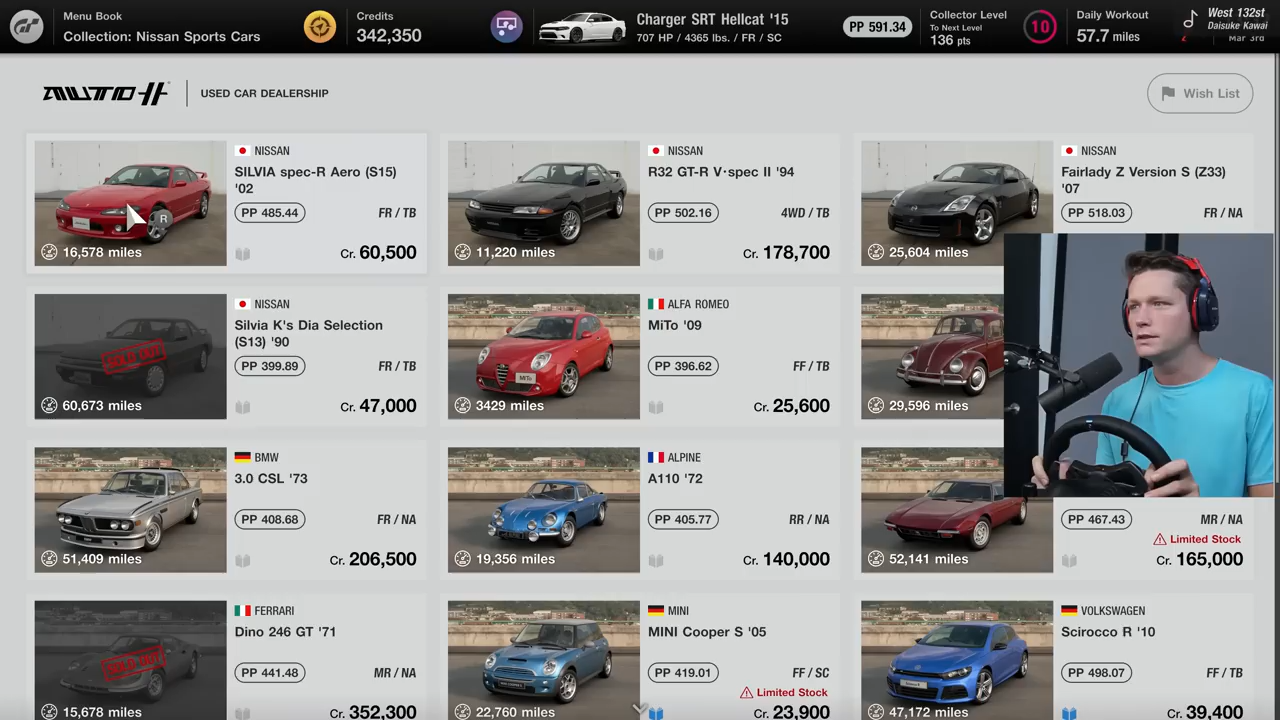 Menu Book
Collection: Nissan Sports Cars
Credits
342,350
Charger SRT Hellcat '15
707 HP / 4365 lbs. / FR / SC
PP 591.34
Collector Level
To Next Level
136 pts
10
Daily Workout
57.7 miles
West 132st
Daisuke Kawai
Mar 3rd
AUTO
USED CAR DEALERSHIP
Wish List
NISSAN
SILVIA spec-R Aero (S15)
'02
PP 485.44 FR / TB
R
16,578 miles
Cr. 60,500
NISSAN
R32 GT-R V·spec II '94
PP 502.16 4WD / TB
11,220 miles
Cr. 178,700
NISSAN
Fairlady Z Version S (Z33)
'07
PP 518.03 FR / NA
25,604 miles
NISSAN
Silvia K's Dia Selection
(S13) '90
PP 399.89 FR / TB
SOLD OUT
60,673 miles
Cr. 47,000
ALFA ROMEO
MiTo '09
PP 396.62 FF / TB
3429 miles
Cr. 25,600
29,596 miles
BMW
3.0 CSL '73
PP 408.68 FR / NA
51,409 miles
Cr. 206,500
ALPINE
A110 '72
PP 405.77 RR / NA
19,356 miles
Cr. 140,000
PP 467.43 MR / NA
Limited Stock
52,141 miles
Cr. 165,000
FERRARI
Dino 246 GT '71
PP 441.48 MR / NA
SOLD OUT
15,678 miles
Cr. 352,300
MINI
MINI Cooper S '05
PP 419.01 FF / SC
Limited Stock
22,760 miles
Cr. 23,900
VOLKSWAGEN
Scirocco R '10
PP 498.07 FF / TB
47,172 miles
Cr. 39,400